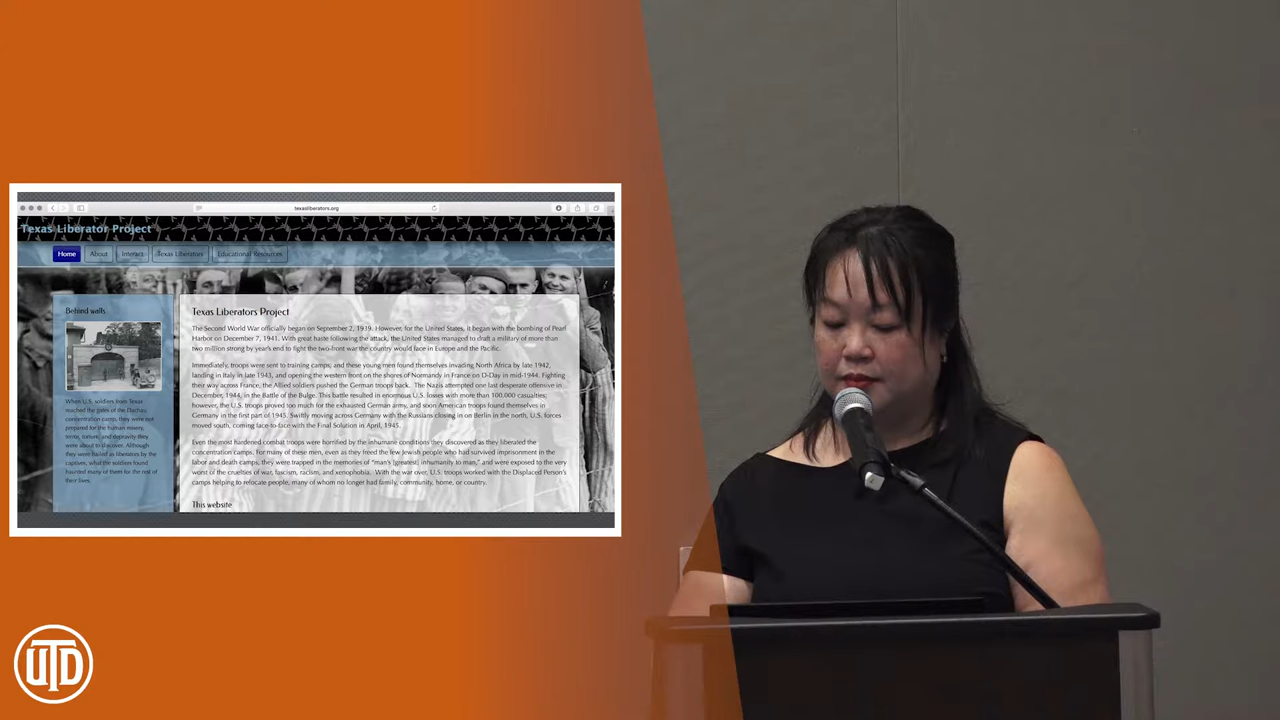 texasliberators.org
Texas Liberator Project
Home About Interact Texas Liberators Educational Resources
Behind walls
When U.S. soldiers from Texas
reached the gates of the Dachau
concentration camp, they were not
prepared for the human misery,
terror, torture, and depravity they
were about to discover. Although
they were hailed as liberators by the
captives, what the soldiers found
haunted many of them for the rest of
their lives.
Texas Liberators Project
The Second World War officially began on September 2, 1939. However, for the United States, it began with the bombing of Pearl
Harbor on December 7, 1941. With great haste following the attack, the United States managed to draft a military of more than
two million strong by year's end to fight the two-front war the country would face in Europe and the Pacific.
Immediately, troops were sent to training camps, and these young men found themselves invading North Africa by late 1942,
landing in Italy in late 1943, and opening the western front on the shores of Normandy in France on D-Day in mid-1944. Fighting
their way across France, the Allied soldiers pushed the German troops back. The Nazis attempted one last desperate offensive in
December, 1944, in the Battle of the Bulge. This battle resulted in enormous U.S. losses with more than 100,000 casualties;
however, the U.S. troops proved too much for the exhausted German army, and soon American troops found themselves in
Germany in the first part of 1945. Swiftly moving across Germany with the Russians closing in on Berlin in the north, U.S. forces
moved south, coming face-to-face with the Final Solution in April, 1945.
Even the most hardened combat troops were horrified by the inhumane conditions they discovered as they liberated the
concentration camps. For many of these men, even as they freed the few Jewish people who had survived imprisonment in the
labor and death camps, they were trapped in the memories of "man's [greatest] inhumanity to man," and were exposed to the very
worst of the cruelties of war, fascism, racism, and xenophobia. With the war over, U.S. troops worked with the Displaced Person's
camps helping to relocate people, many of whom no longer had family, community, home, or country.
This website
UTD